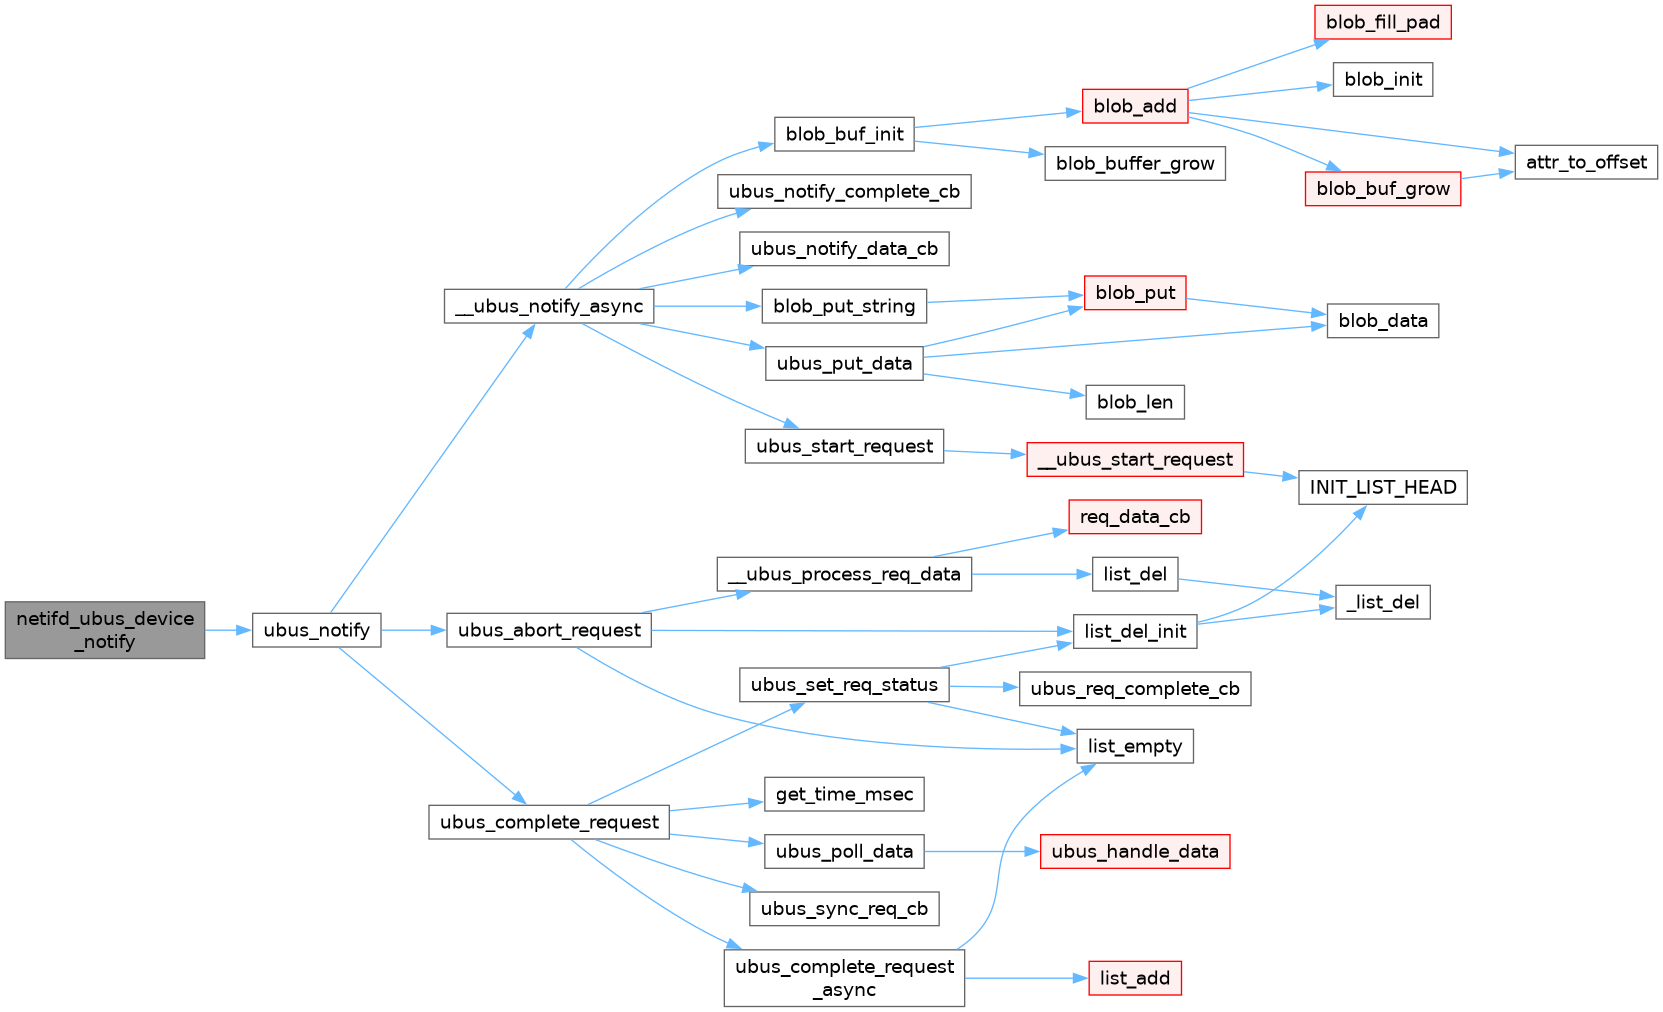 blob_fill_pad
blob_init
blob_add
blob_buf_init
blob_buffer_grow
attr_to_offset
blob_buf_grow
ubus_notify_complete_cb
ubus_notify_data_cb
__ubus_notify_async
blob_put_string
blob_put
blob_data
ubus_put_data
blob_len
ubus_start_request
__ubus_start_request
INIT_LIST_HEAD
req_data_cb
__ubus_process_req_data
list_del
_list_del
netifd_ubus_device
_notify
ubus_notify
ubus_abort_request
list_del_init
ubus_set_req_status
ubus_req_complete_cb
list_empty
get_time_msec
ubus_complete_request
ubus_poll_data
ubus_handle_data
ubus_sync_req_cb
ubus_complete_request
_async
list_add